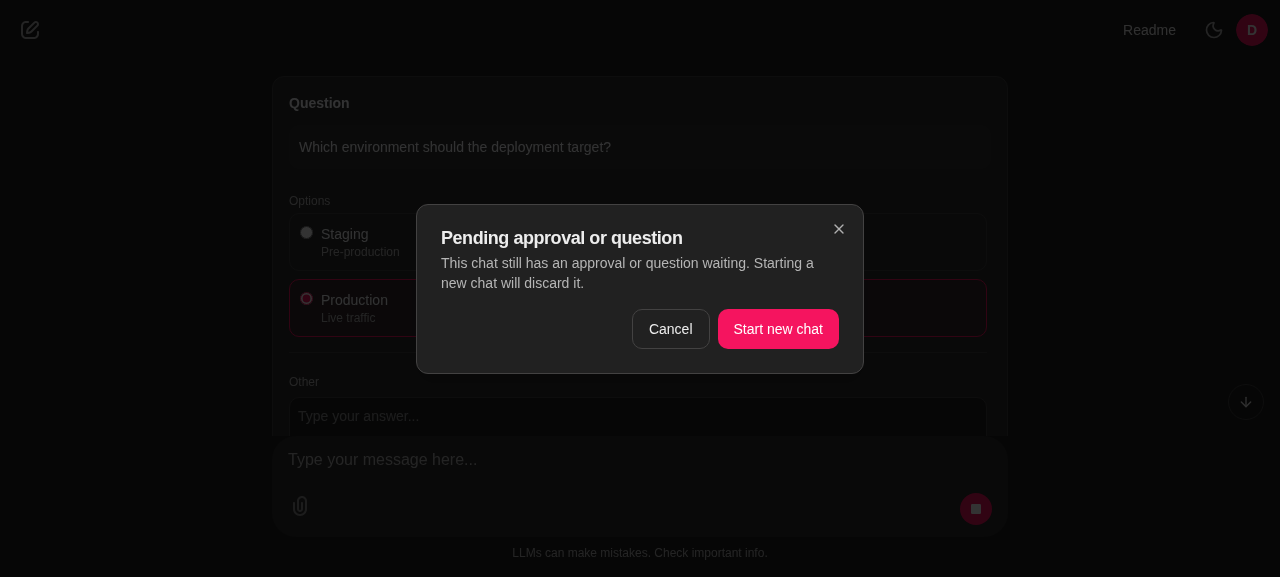 Readme
D
Question
Which environment should the deployment target?
Options
Staging
Pre-production
Production
Live traffic
Pending approval or question
This chat still has an approval or question waiting. Starting a
new chat will discard it.
Cancel
Start new chat
Other
Type your answer...
Type your message here...
LLMs can make mistakes. Check important info.